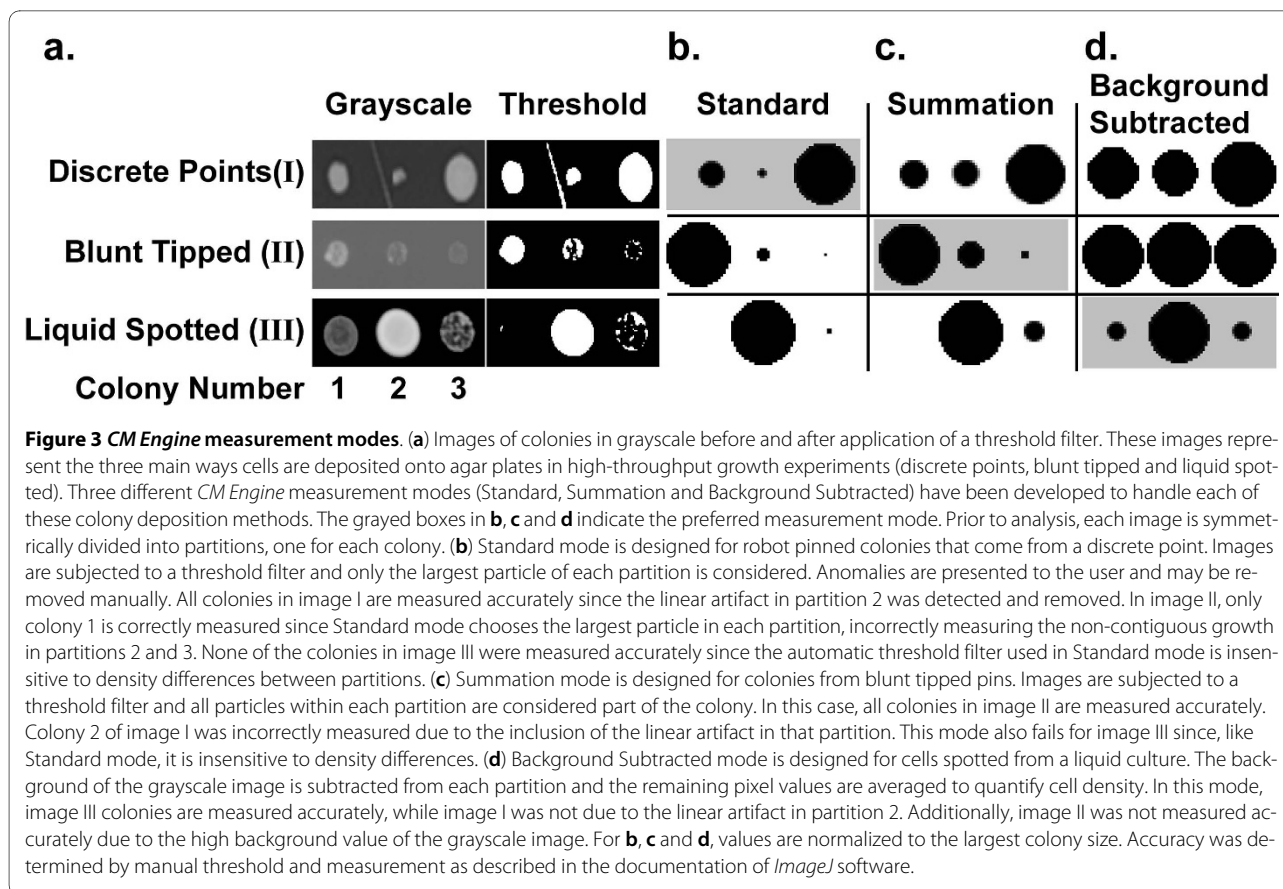 a.
b.
c.
d.
Grayscale
Threshold
Standard
Summation
Background
Subtracted
Discrete Points(I)
Blunt Tipped (II)
Liquid Spotted (III)
Colony Number
1
2
3
Figure 3 CM Engine measurement modes. (a) Images of colonies in grayscale before and after application of a threshold filter. These images repre-
sent the three main ways cells are deposited onto agar plates in high-throughput growth experiments (discrete points, blunt tipped and liquid spot-
ted). Three different CM Engine measurement modes (Standard, Summation and Background Subtracted) have been developed to handle each of
these colony deposition methods. The grayed boxes in b, c and d indicate the preferred measurement mode. Prior to analysis, each image is symmet-
rically divided into partitions, one for each colony. (b) Standard mode is designed for robot pinned colonies that come from a discrete point. Images
are subjected to a threshold filter and only the largest particle of each partition is considered. Anomalies are presented to the user and may be re-
moved manually. All colonies in image I are measured accurately since the linear artifact in partition 2 was detected and removed. In image II, only
colony 1 is correctly measured since Standard mode chooses the largest particle in each partition, incorrectly measuring the non-contiguous growth
in partitions 2 and 3. None of the colonies in image III were measured accurately since the automatic threshold filter used in Standard mode is insen-
sitive to density differences between partitions. (c) Summation mode is designed for colonies from blunt tipped pins. Images are subjected to a
threshold filter and all particles within each partition are considered part of the colony. In this case, all colonies in image II are measured accurately.
Colony 2 of image I was incorrectly measured due to the inclusion of the linear artifact in that partition. This mode also fails for image III since, like
Standard mode, it is insensitive to density differences. (d) Background Subtracted mode is designed for cells spotted from a liquid culture. The back-
ground of the grayscale image is subtracted from each partition and the remaining pixel values are averaged to quantify cell density. In this mode,
image III colonies are measured accurately, while image I was not due to the linear artifact in partition 2. Additionally, image II was not measured ac-
curately due to the high background value of the grayscale image. For b, c and d, values are normalized to the largest colony size. Accuracy was de-
termined by manual threshold and measurement as described in the documentation of ImageJ software.